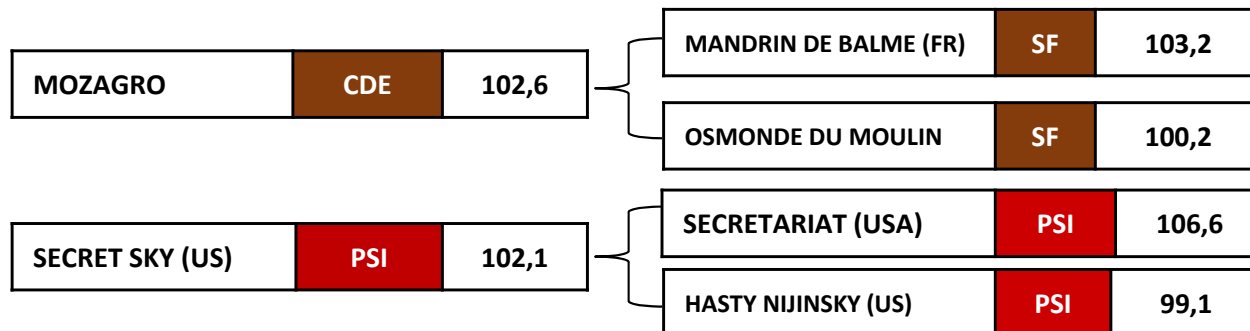 MANDRIN DE BALME (FR) SF 103,2
MOZAGRO CDE 102,6
OSMONDE DU MOULIN SF 100,2
SECRETARIAT (USA) PSI 106,6
SECRET SKY (US) PSI 102,1
HASTY NIJINSKY (US) PSI 99,1